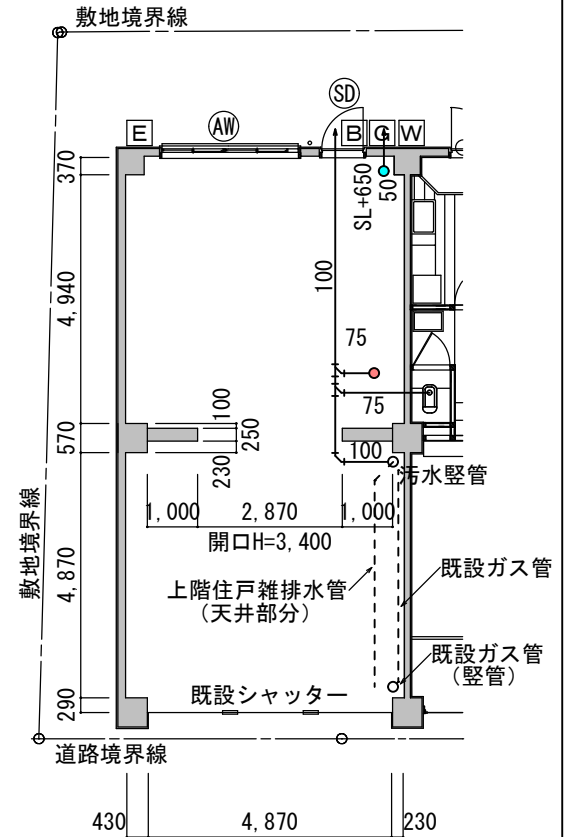 敷地境界線
SD
E
AW
B
G
W
370
SL+650
50
4,940
100
75
75
100
570
250
100
230
汚水竪管
1,000
2,870
1,000
開口H=3,400
敷地境界線
4,870
上階住戸雑排水管
（天井部分）
既設ガス管
既設ガス管
（竪管）
290
既設シャッター
道路境界線
430
4,870
230